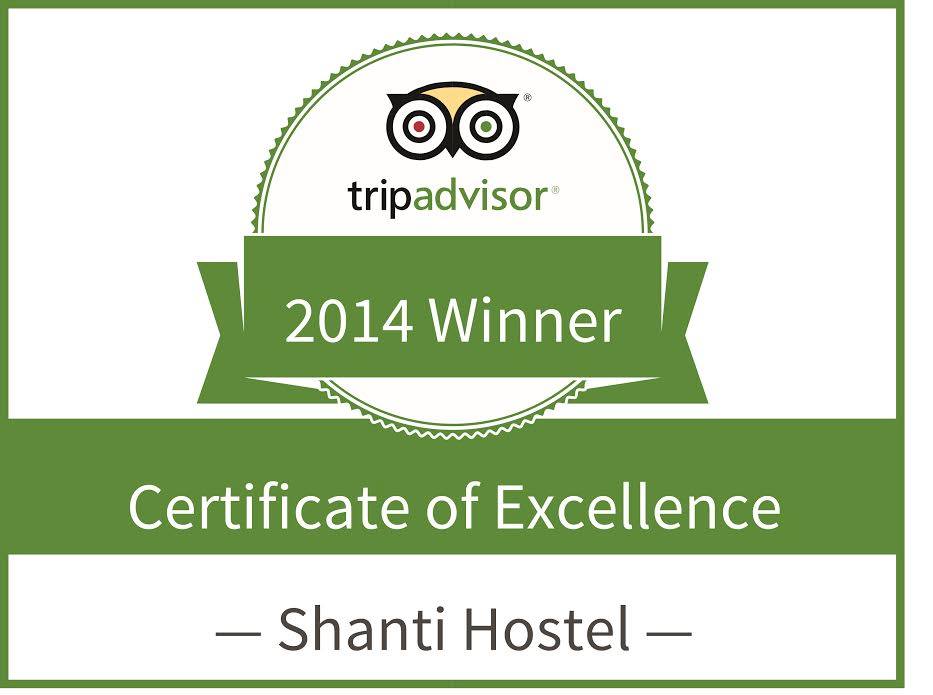 ®
tripadvisor®
2014 Winner
Certificate of Excellence
— Shanti Hostel —